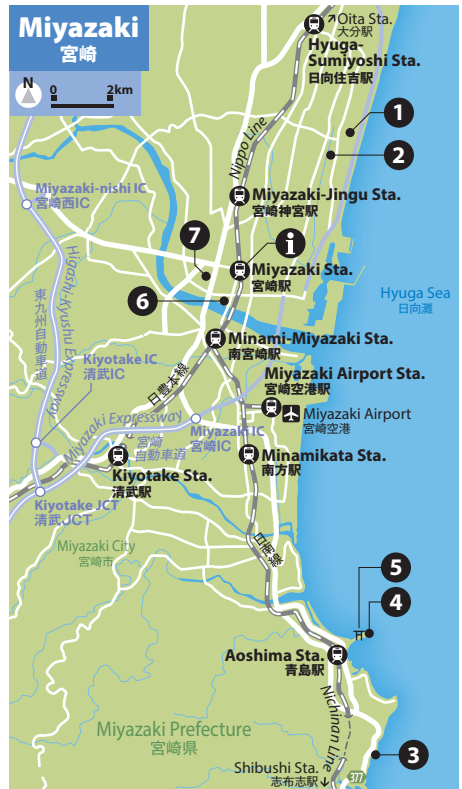 Miyazaki
宮崎
N
0 2km
↗Oita Sta.
大分駅
Hyuga-
Sumiyoshi Sta.
日向住吉駅
1
2
Nippo Line
Miyazaki-nishi IC
宮崎西IC
Miyazaki-Jingu Sta.
宮崎神宮駅
i
7
Miyazaki Sta.
宮崎駅
6
Hyuga Sea
日向灘
Higashi-Kyushu Expressway
東九州自動車道
Minami-Miyazaki Sta.
南宮崎駅
Kiyotake IC
清武IC
日豊本線
Miyazaki Airport Sta.
宮崎空港駅
Miyazaki Airport
宮崎空港
Miyazaki Expressway
宮崎
自動車道
Miyazaki IC
宮崎IC
Minamikata Sta.
南方駅
Kiyotake Sta.
清武駅
Kiyotake JCT
清武JCT
Miyazaki City
宮崎市
日南線
5
4
Aoshima Sta.
青島駅
Nichinan Line
Miyazaki Prefecture
宮崎県
3
Shibushi Sta.
志布志駅↓
377